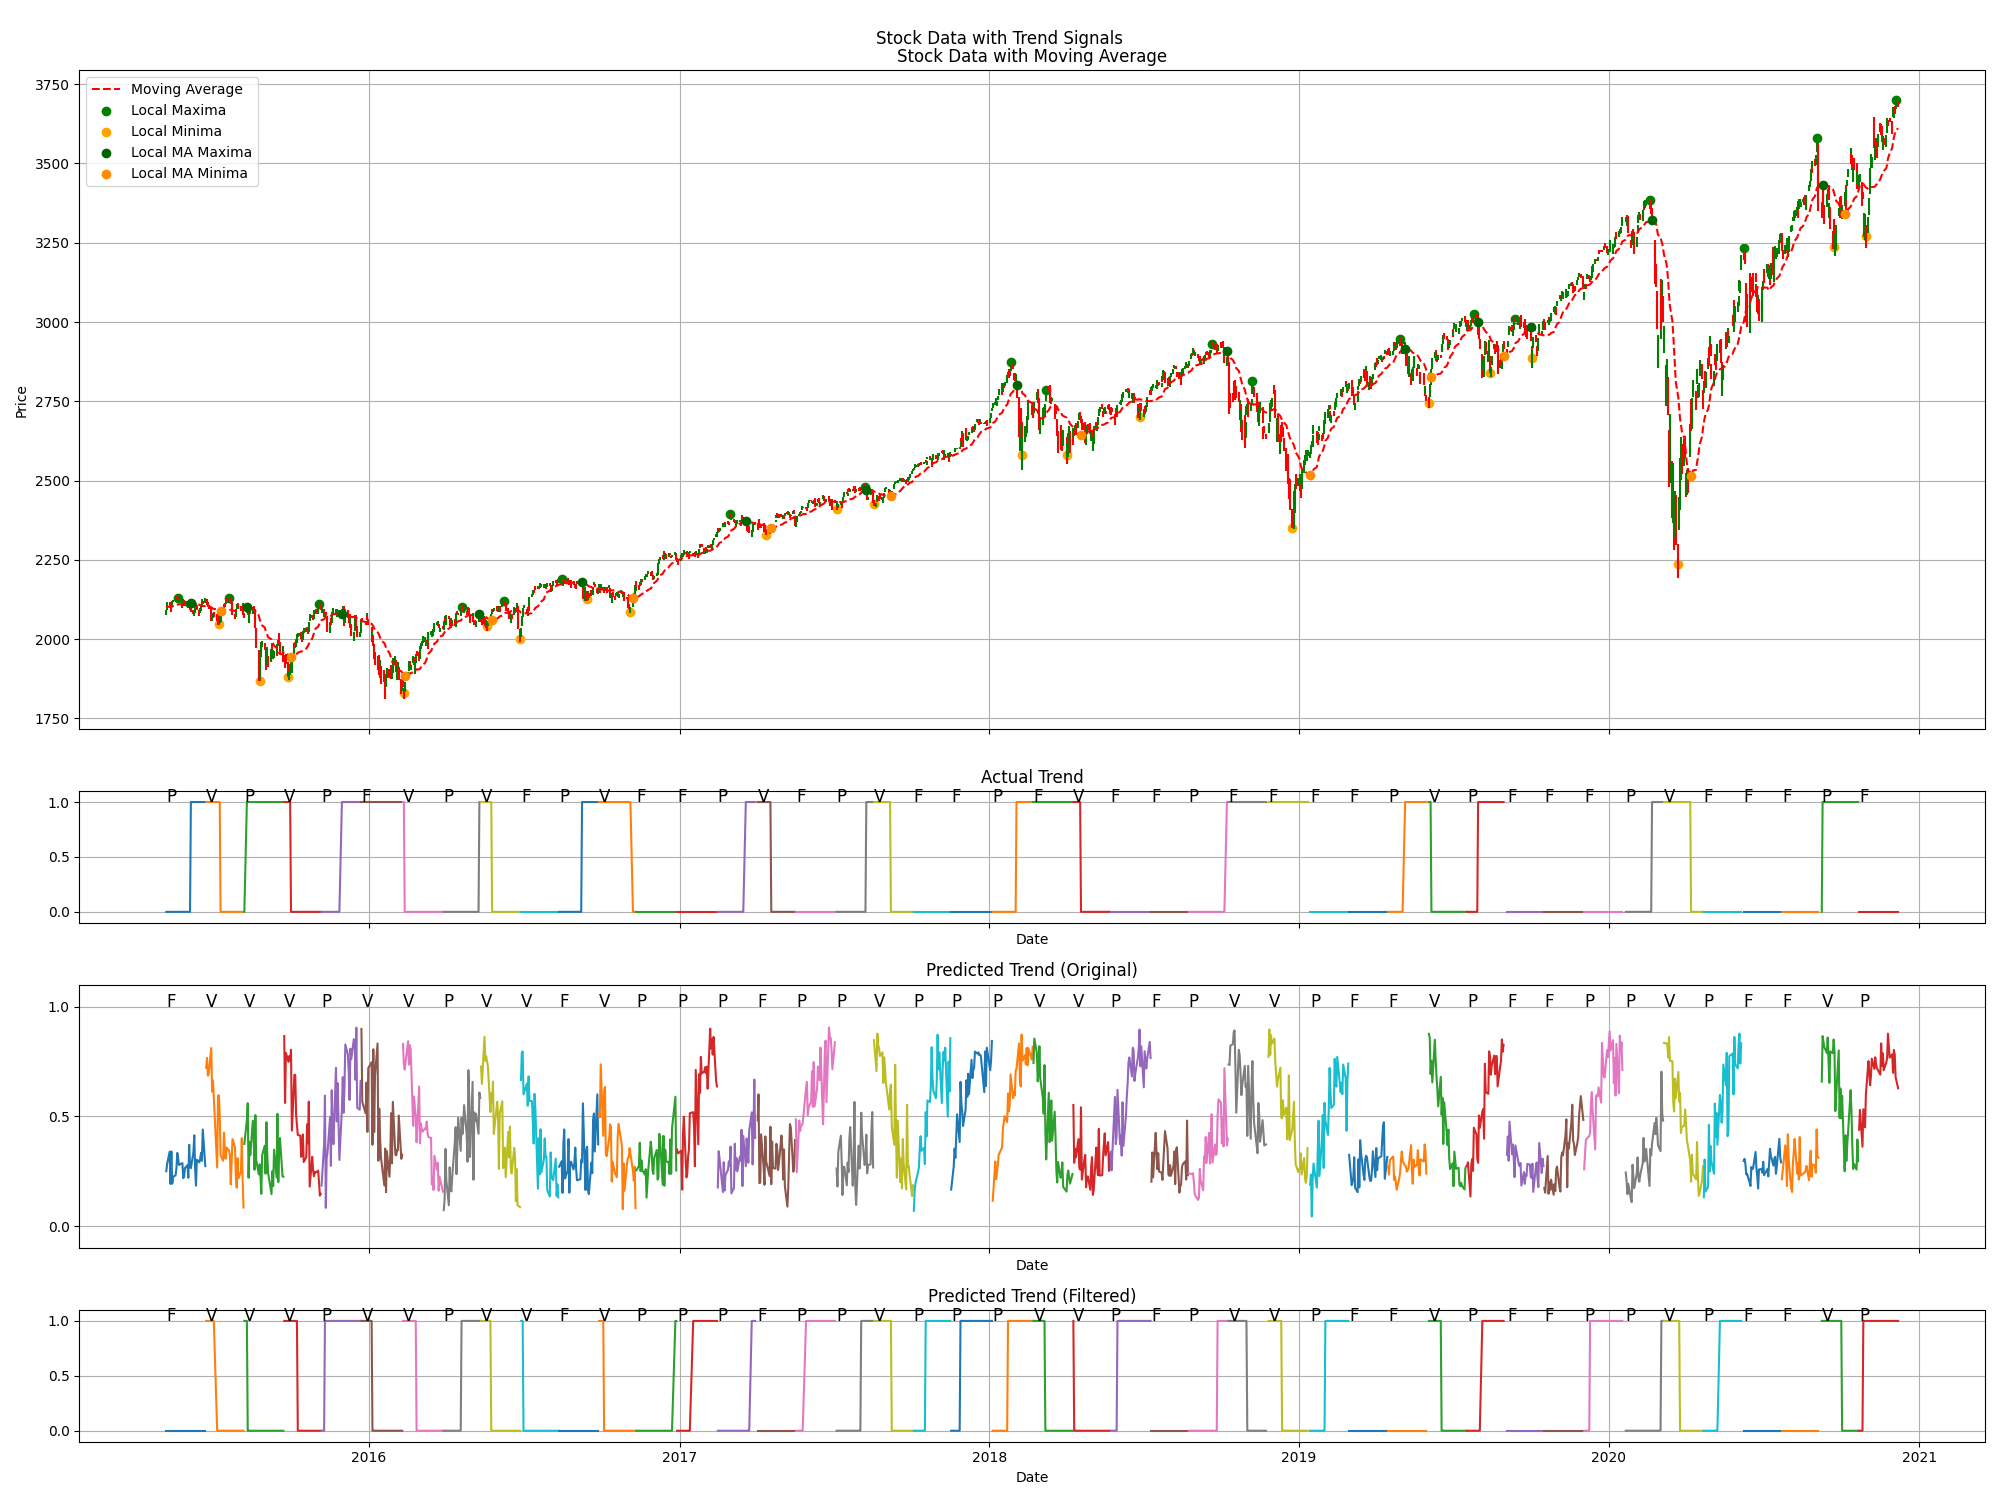 Stock Data with Trend Signals
Stock Data with Moving Average
Moving Average
Local Maxima
Local Minima
Local MA Maxima
Local MA Minima
Price
3750
3500
3250
3000
2750
2500
2250
2000
1750
Actual Trend
P V P V P F V P V F P V F F P V F P V F F P F V F F P F F F F P V P F F F P V F F F P F
1.0
0.5
0.0
Date
Predicted Trend (Original)
F V V V P V V P V V F V P P P F P P V P P P V V P F P V V P F F V P F F P P V P F F V P
1.0
0.5
0.0
Date
Predicted Trend (Filtered)
F V V V P V V P V V F V P P P F P P V P P P V V P F P V V P F F V P F F P P V P F F V P
1.0
0.5
0.0
2016 2017 2018 2019 2020 2021
Date